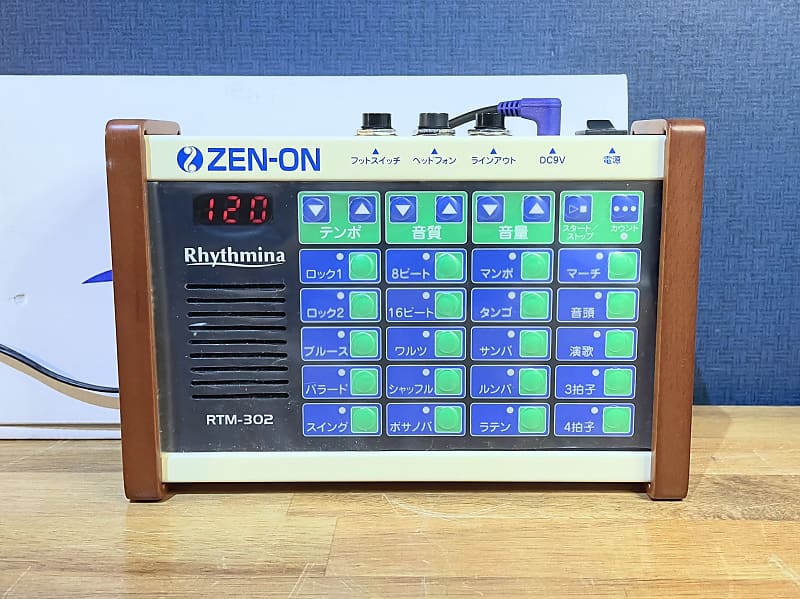 ZEN-ON
フットスイッチ ヘッドフォン ラインアウト DC9V 電源
120
テンポ 音質 音量 スタート/ストップ カウント
Rhythmina
ロック1 8ビート マンボ マーチ
ロック2 16ビート タンゴ 音頭
ブルース ワルツ サンバ 演歌
バラード シャッフル ルンバ 3拍子
RTM-302
スイング ボサノバ ラテン 4拍子